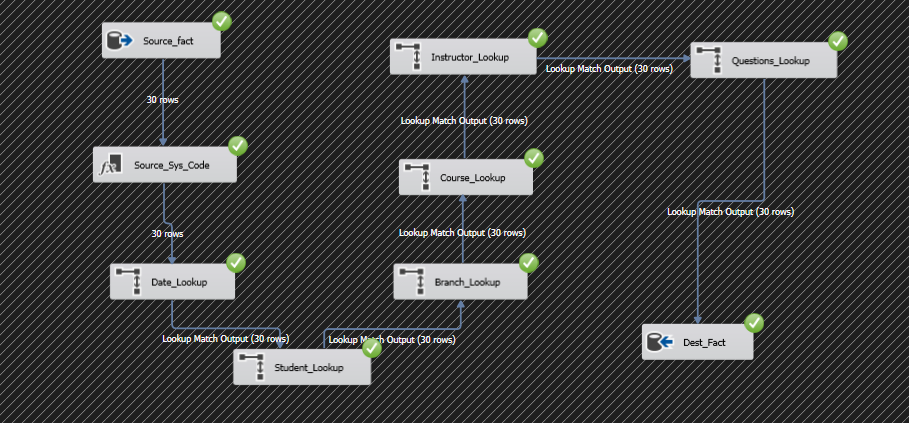 Source_fact
30 rows
Source_Sys_Code
30 rows
Date_Lookup
Lookup Match Output (30 rows)
Student_Lookup
Lookup Match Output (30 rows)
Branch_Lookup
Lookup Match Output (30 rows)
Course_Lookup
Lookup Match Output (30 rows)
Instructor_Lookup
Lookup Match Output (30 rows)
Questions_Lookup
Lookup Match Output (30 rows)
Dest_Fact